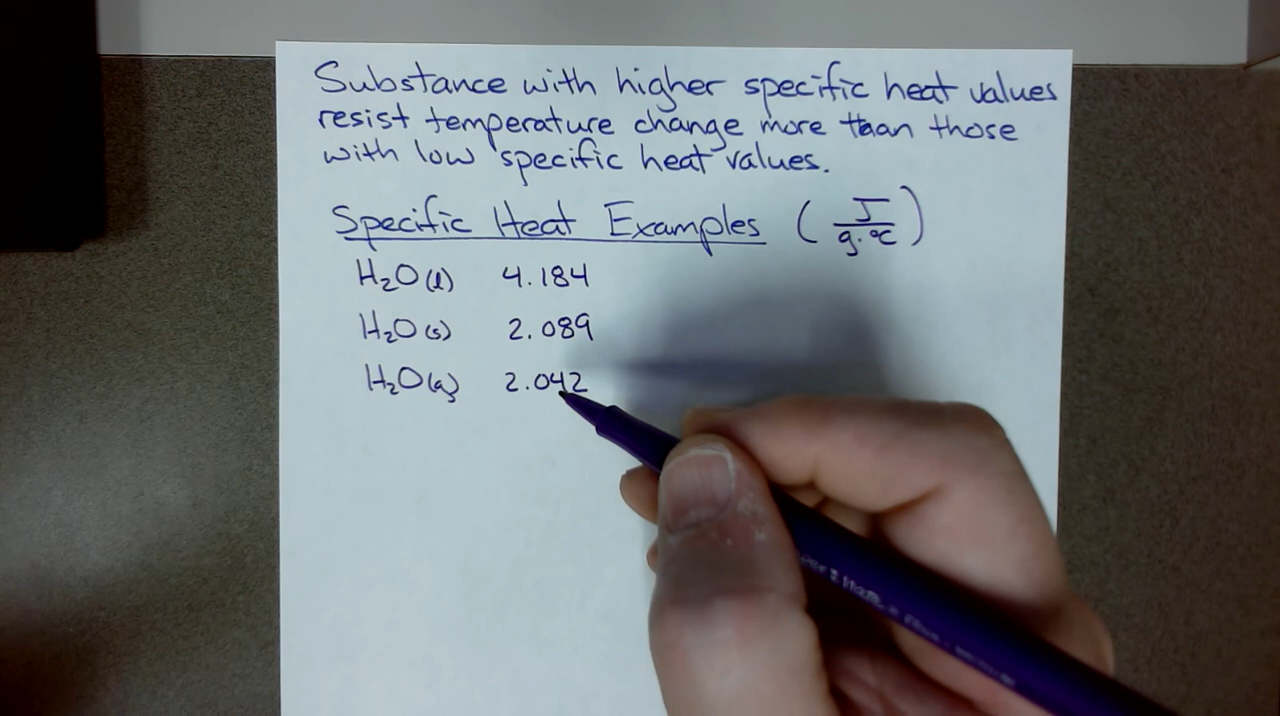 Substance with higher specific heat values
resist temperature change more than those
with low specific heat values.
Specific Heat Examples (J/g·°C)
H₂O(l) 4.184
H₂O(s) 2.089
H₂O(g) 2.042